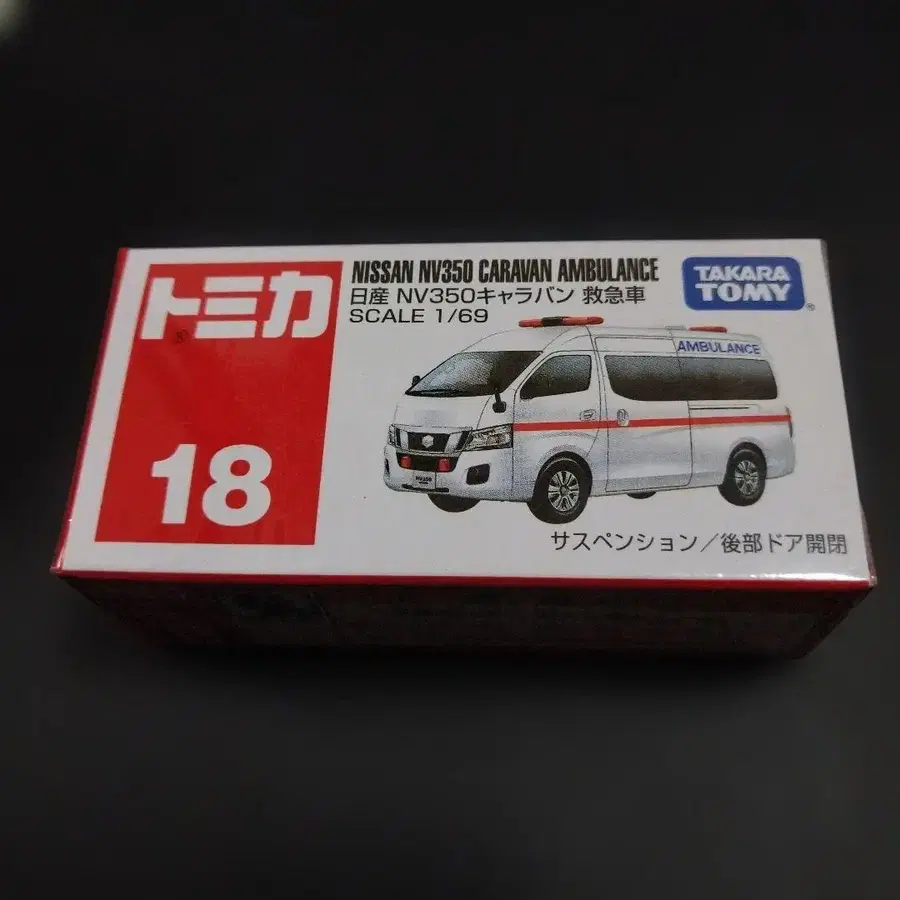 トミカ
18
NISSAN NV350 CARAVAN AMBULANCE
日産 NV350キャラバン 救急車
SCALE 1/69
TAKARA
TOMY
AMBULANCE
NV350
サスペンション/後部ドア開閉